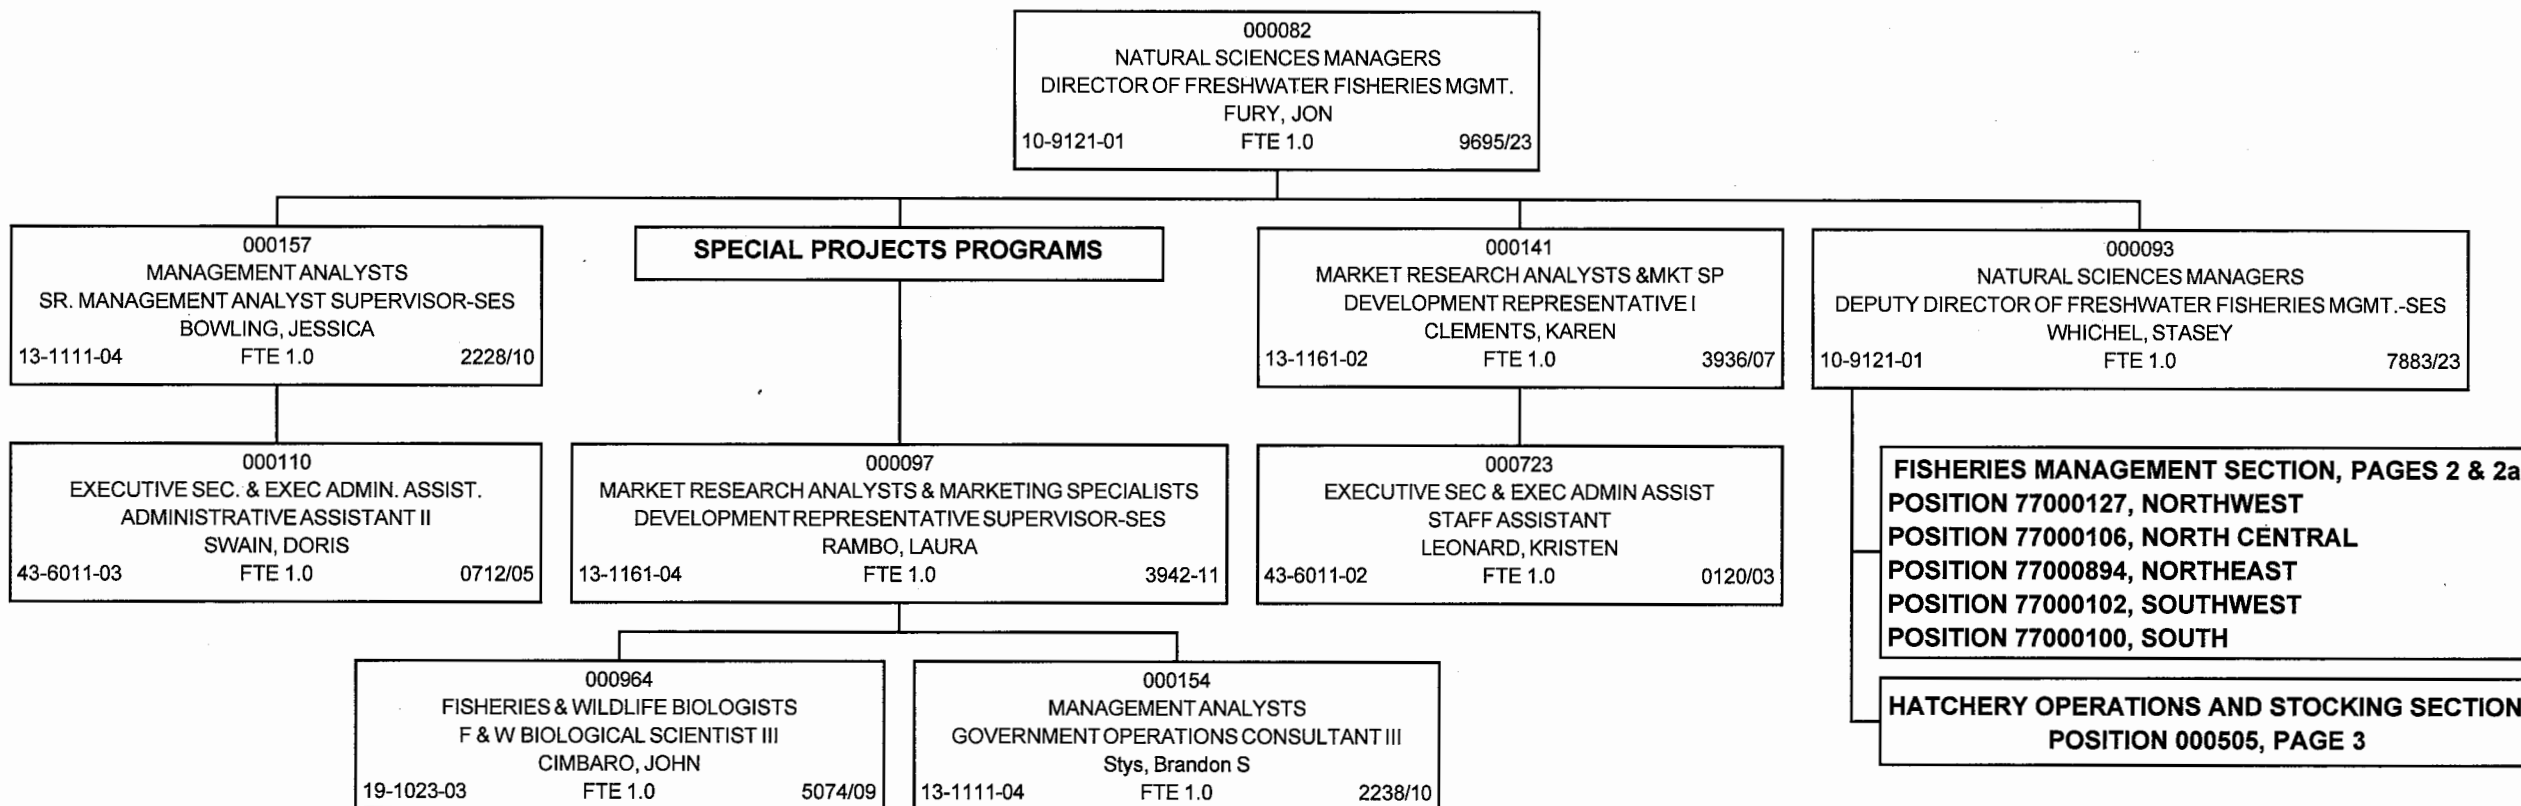 000082
NATURAL SCIENCES MANAGERS
DIRECTOR OF FRESHWATER FISHERIES MGMT.
FURY, JON
10-9121-01 FTE 1.0 9695/23
000157
MANAGEMENT ANALYSTS
SR. MANAGEMENT ANALYST SUPERVISOR-SES
BOWLING, JESSICA
13-1111-04 FTE 1.0 2228/10
SPECIAL PROJECTS PROGRAMS
000141
MARKET RESEARCH ANALYSTS &MKT SP
DEVELOPMENT REPRESENTATIVE I
CLEMENTS, KAREN
13-1161-02 FTE 1.0 3936/07
000093
NATURAL SCIENCES MANAGERS
DEPUTY DIRECTOR OF FRESHWATER FISHERIES MGMT.-SES
WHICHEL, STASEY
10-9121-01 FTE 1.0 7883/23
000110
EXECUTIVE SEC. & EXEC ADMIN. ASSIST.
ADMINISTRATIVE ASSISTANT II
SWAIN, DORIS
43-6011-03 FTE 1.0 0712/05
000097
MARKET RESEARCH ANALYSTS & MARKETING SPECIALISTS
DEVELOPMENT REPRESENTATIVE SUPERVISOR-SES
RAMBO, LAURA
13-1161-04 FTE 1.0 3942-11
000723
EXECUTIVE SEC & EXEC ADMIN ASSIST
STAFF ASSISTANT
LEONARD, KRISTEN
43-6011-02 FTE 1.0 0120/03
FISHERIES MANAGEMENT SECTION, PAGES 2 & 2a
POSITION 77000127, NORTHWEST
POSITION 77000106, NORTH CENTRAL
POSITION 77000894, NORTHEAST
POSITION 77000102, SOUTHWEST
POSITION 77000100, SOUTH
000964
FISHERIES & WILDLIFE BIOLOGISTS
F & W BIOLOGICAL SCIENTIST III
CIMBARO, JOHN
19-1023-03 FTE 1.0 5074/09
000154
MANAGEMENT ANALYSTS
GOVERNMENT OPERATIONS CONSULTANT III
Stys, Brandon S
13-1111-04 FTE 1.0 2238/10
HATCHERY OPERATIONS AND STOCKING SECTION
POSITION 000505, PAGE 3